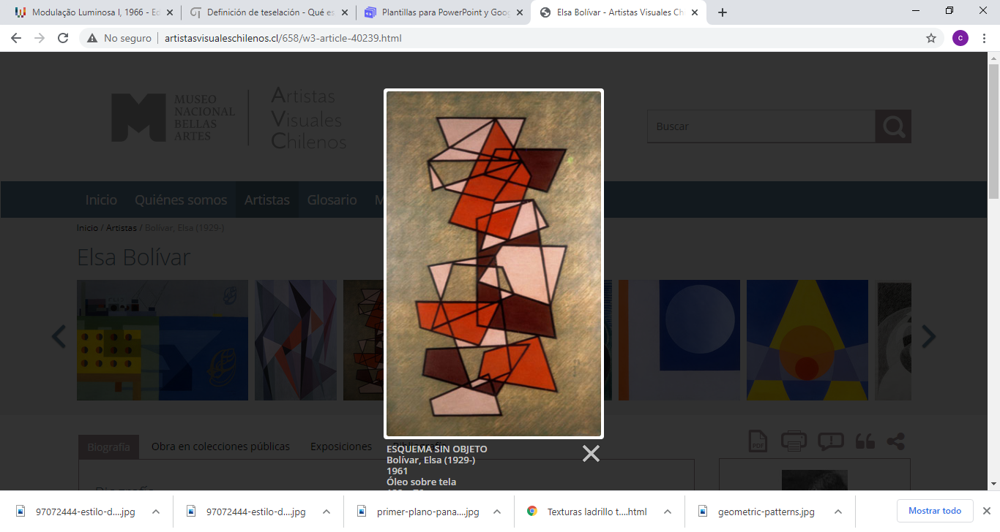 Modulação Luminosa I, 1966 - Ed
Definición de teselación - Qué es
Plantillas para PowerPoint y Goog
Elsa Bolívar - Artistas Visuales Ch
No seguro
artistasvisualeschilenos.cl/658/w3-article-40239.html
c
MUSEO
NACIONAL
BELLAS
ARTES
Artistas
Visuales
Chilenos
Buscar
Inicio
Quiénes somos
Artistas
Glosario
M
Inicio / Artistas / Bolívar, Elsa (1929-)
Elsa Bolívar
Biografía
Obra en colecciones públicas
Exposiciones
PDF
ESQUEMA SIN OBJETO
Bolívar, Elsa (1929-)
1961
Óleo sobre tela
Biografía
97072444-estilo-d....jpg
97072444-estilo-d....jpg
primer-plano-pana....jpg
Texturas ladrillo t....html
geometric-patterns.jpg
Mostrar todo